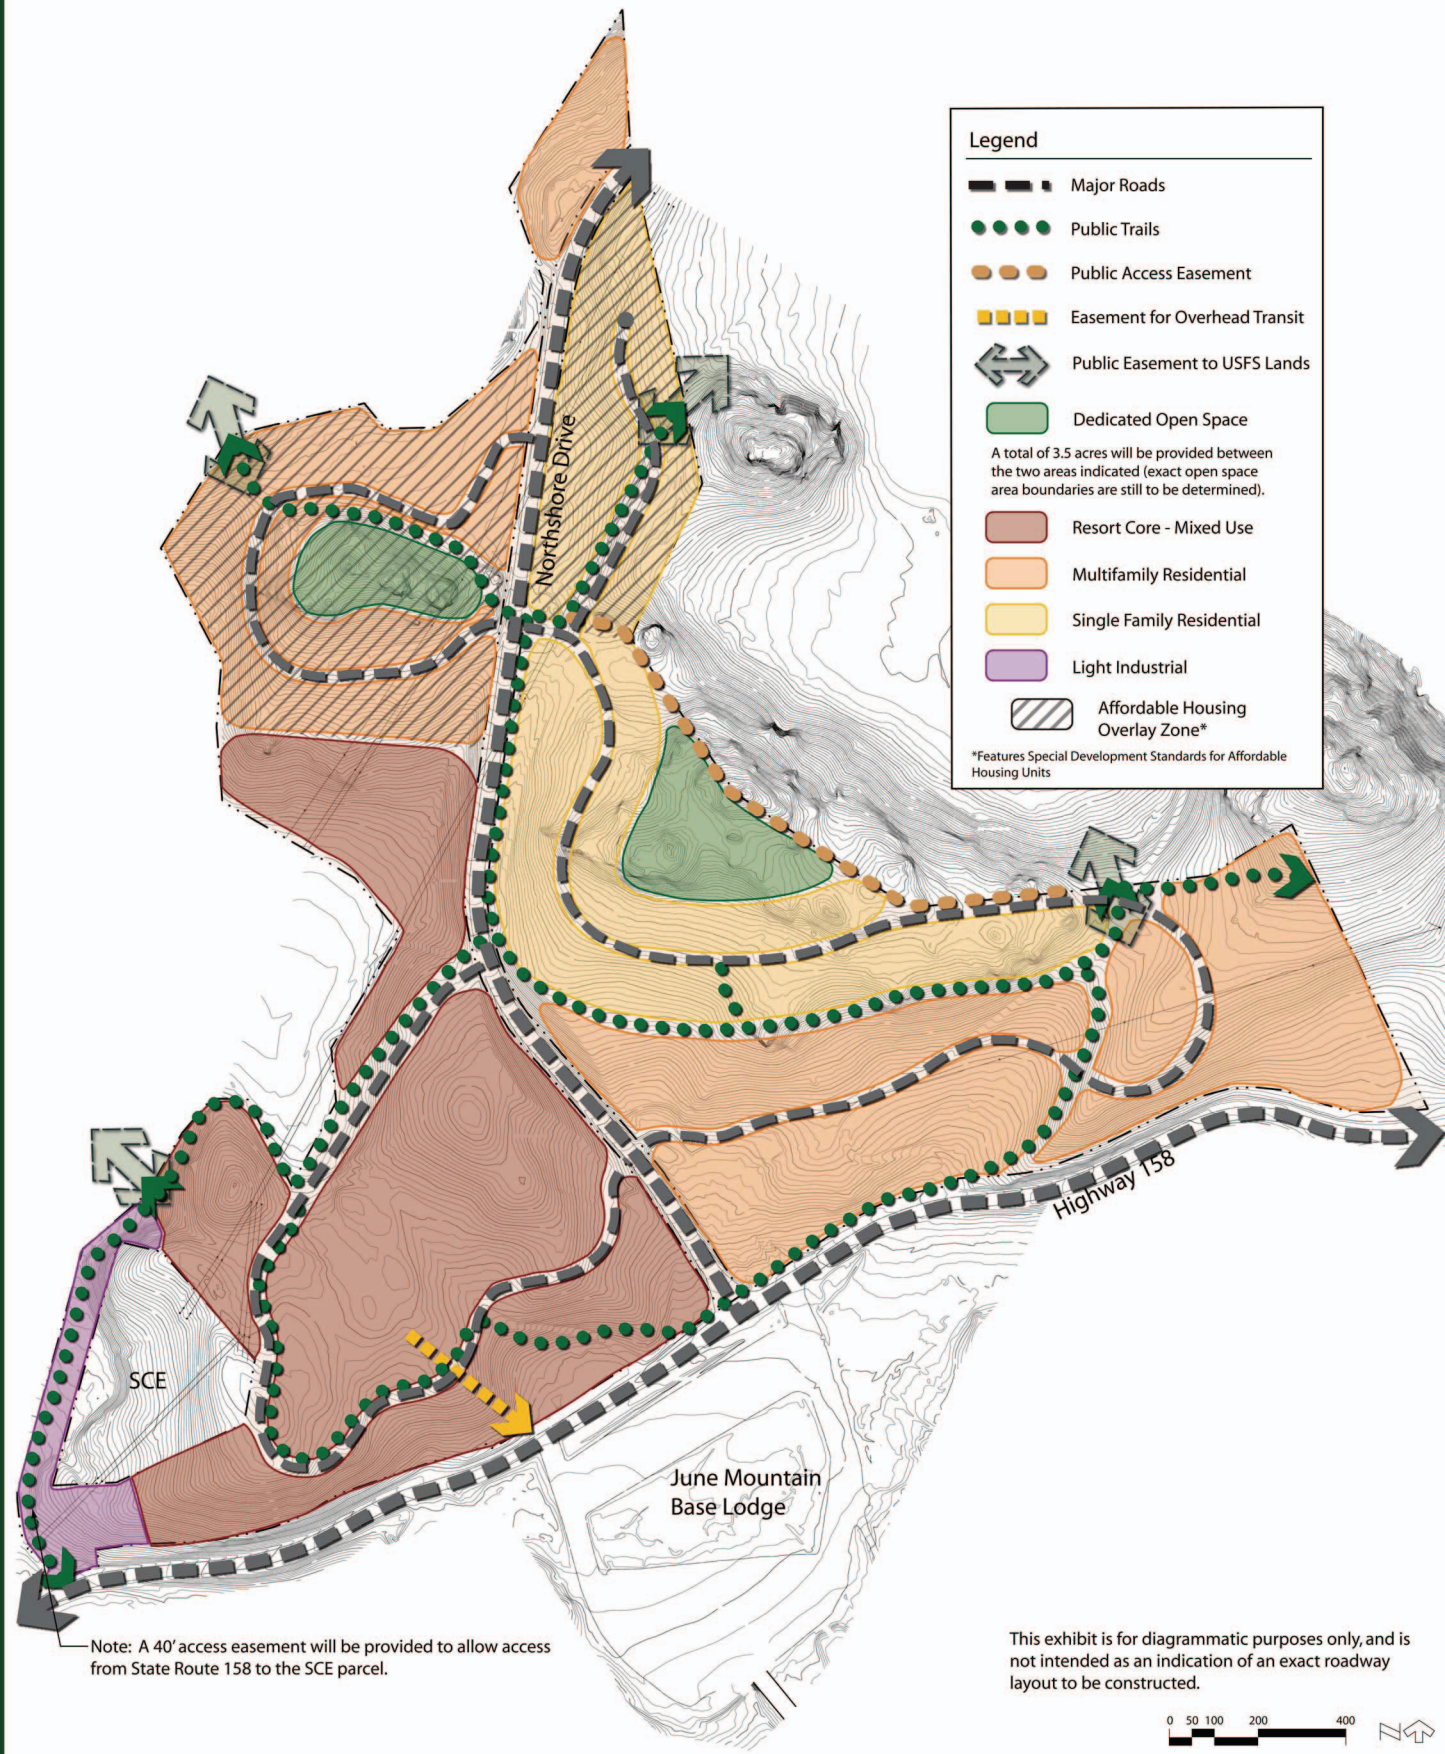 Legend
Major Roads
Public Trails
Public Access Easement
Easement for Overhead Transit
Public Easement to USFS Lands
Dedicated Open Space
A total of 3.5 acres will be provided between
the two areas indicated (exact open space
area boundaries are still to be determined).
Resort Core - Mixed Use
Multifamily Residential
Single Family Residential
Light Industrial
Affordable Housing
Overlay Zone*
*Features Special Development Standards for Affordable
Housing Units
Northshore Drive
Highway 158
SCE
June Mountain
Base Lodge
Note: A 40' access easement will be provided to allow access
from State Route 158 to the SCE parcel.
This exhibit is for diagrammatic purposes only, and is
not intended as an indication of an exact roadway
layout to be constructed.
0 50 100 200 400
N